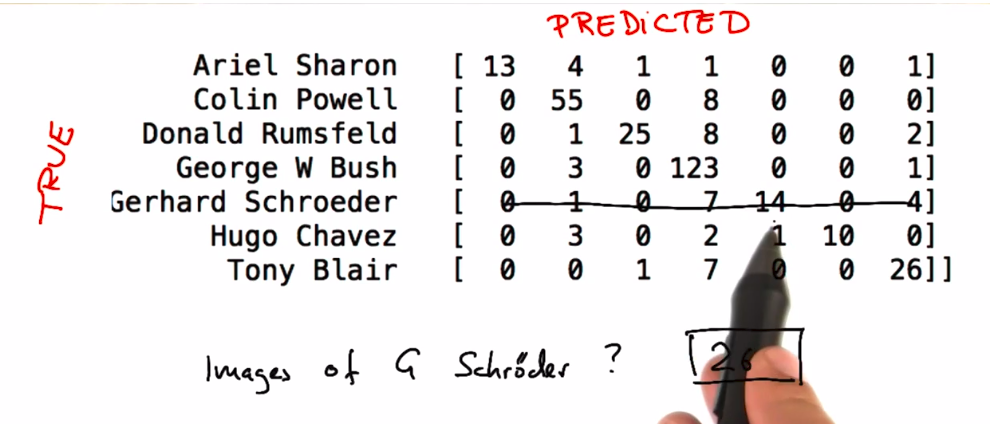 PREDICTED
TRUE
Ariel Sharon [ 13 4 1 1 0 0 1]
Colin Powell [ 0 55 0 8 0 0 0]
Donald Rumsfeld [ 0 1 25 8 0 0 2]
George W Bush [ 0 3 0 123 0 0 1]
Gerhard Schroeder [ 0 1 0 7 14 0 4]
Hugo Chavez [ 0 3 0 2 1 10 0]
Tony Blair [ 0 0 1 7 0 0 26]]
Images of G Schröder ? 26